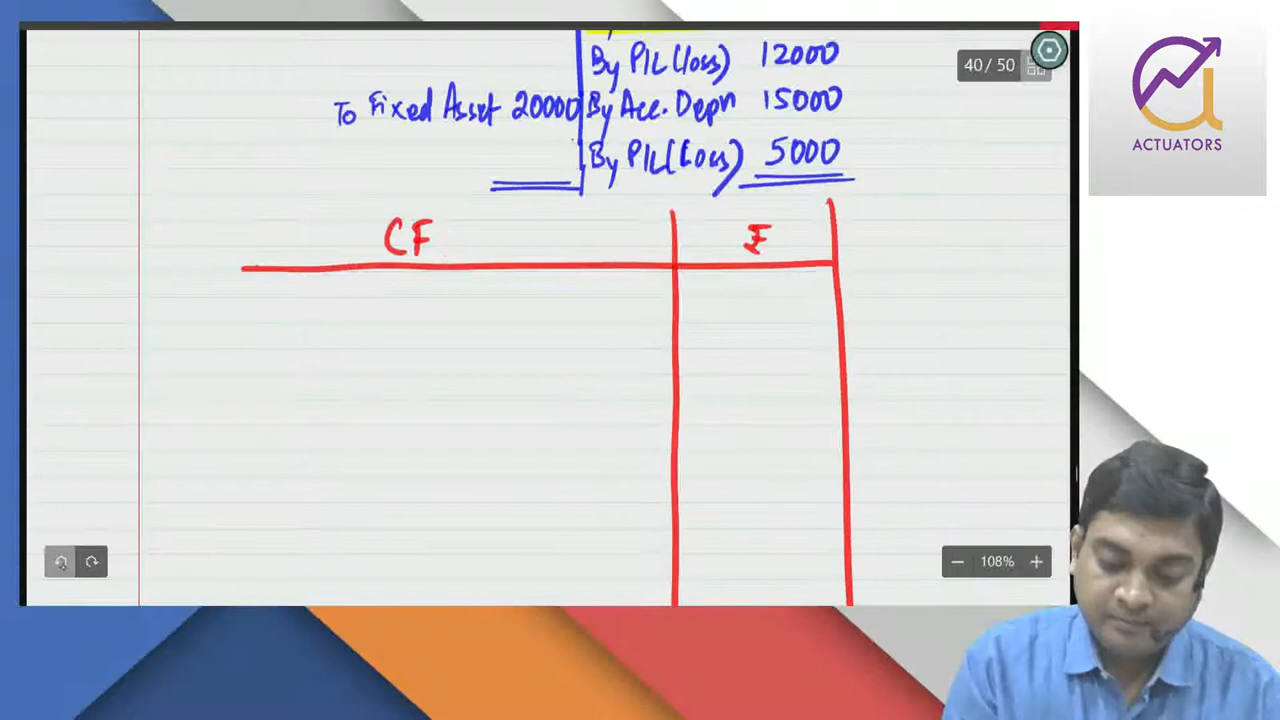 By P/L (loss) 12000
To Fixed Asset 20000 By Acc. Depn 15000
By P/L (Loss) 5000
CF ₹
40 / 50
ACTUATORS
108%